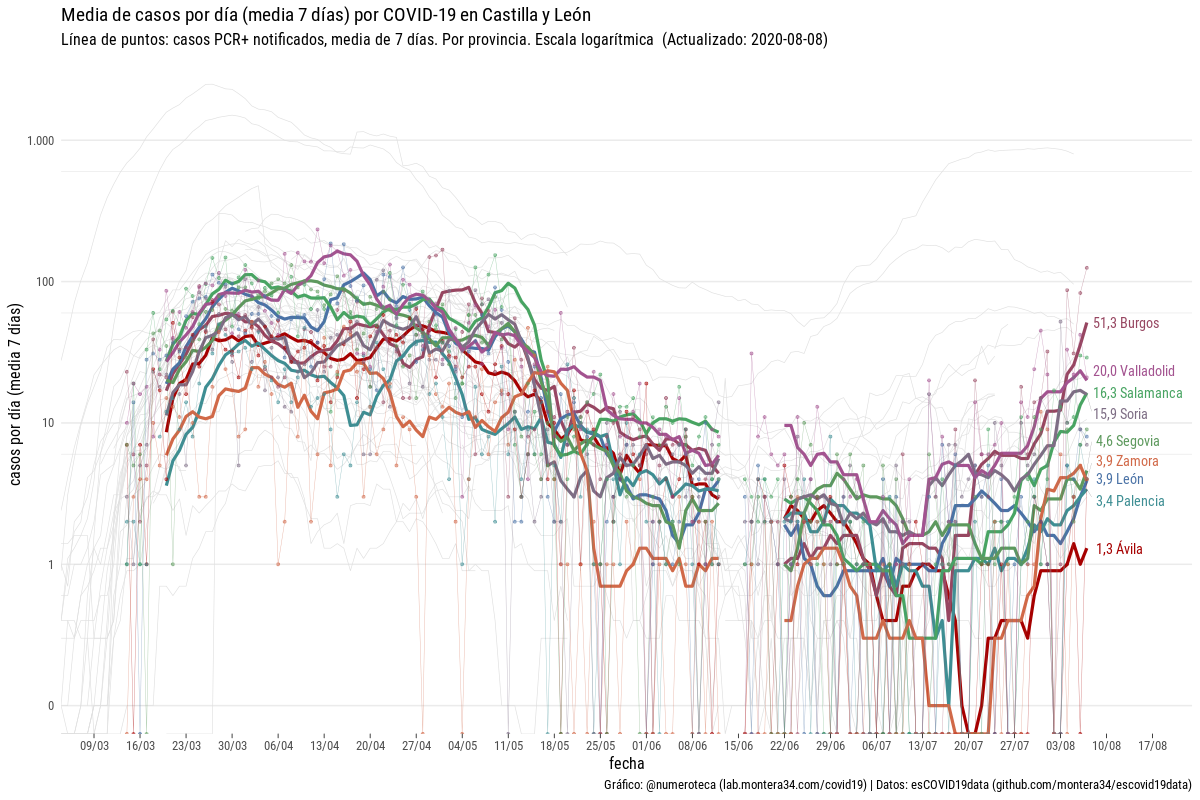 Media de casos por día (media 7 días) por COVID-19 en Castilla y León
Línea de puntos: casos PCR+ notificados, media de 7 días. Por provincia. Escala logarítmica  (Actualizado: 2020-08-08)
casos por día (media 7 días)
1.000
100
10
1
0
51,3 Burgos
20,0 Valladolid
16,3 Salamanca
15,9 Soria
4,6 Segovia
3,9 Zamora
3,9 León
3,4 Palencia
1,3 Ávila
09/03 16/03 23/03 30/03 06/04 13/04 20/04 27/04 04/05 11/05 18/05 25/05 01/06 08/06 15/06 22/06 29/06 06/07 13/07 20/07 27/07 03/08 10/08 17/08
fecha
Gráfico: @numeroteca (lab.montera34.com/covid19) | Datos: esCOVID19data (github.com/montera34/escovid19data)